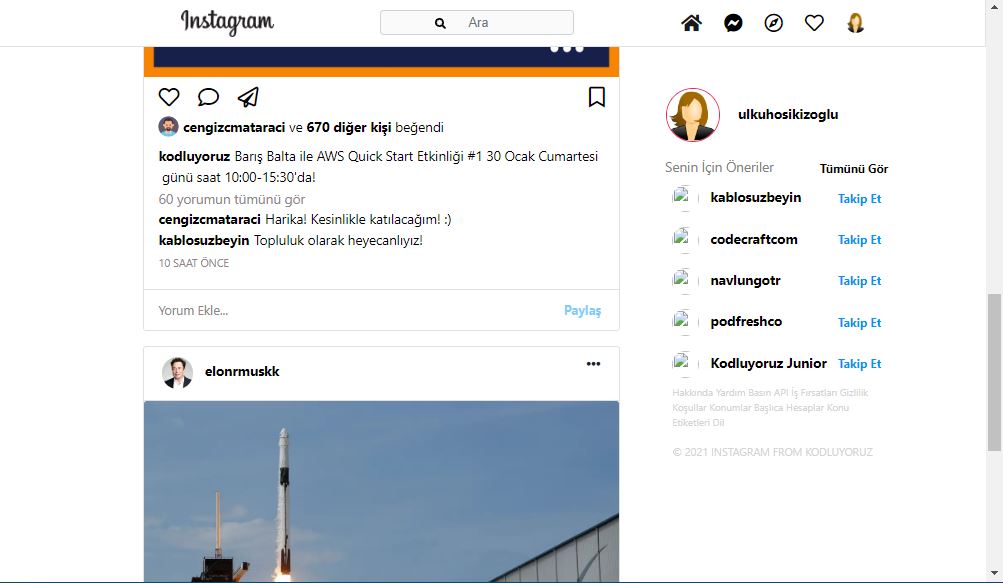 Instagram
Ara
cengizcmataraci ve 670 diğer kişi beğendi
kodluyoruz Barış Balta ile AWS Quick Start Etkinliği #1 30 Ocak Cumartesi
günü saat 10:00-15:30'da!
60 yorumun tümünü gör
cengizcmataraci Harika! Kesinlikle katılacağım! :)
kablosuzbeyin Topluluk olarak heyecanlıyız!
10 SAAT ÖNCE
Yorum Ekle...
Paylaş
elonrmuskk
ulkuhosikizoglu
Senin İçin Öneriler
Tümünü Gör
kablosuzbeyin Takip Et
codecraftcom Takip Et
navlungotr Takip Et
podfreshco Takip Et
Kodluyoruz Junior Takip Et
Hakkında Yardım Basın API İş Fırsatları Gizlilik
Koşullar Konumlar Başlıca Hesaplar Konu
Etiketleri Dil
© 2021 INSTAGRAM FROM KODLUYORUZ